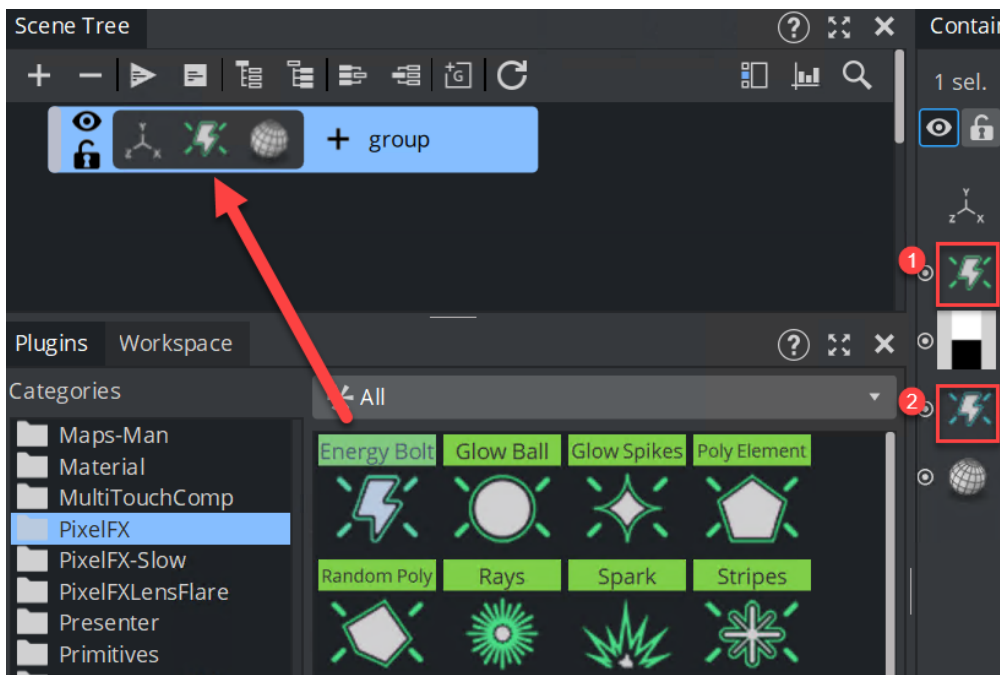 Scene Tree
Contain
1 sel.
+ group
1
Plugins Workspace
Categories
All
2
Maps-Man
Material
MultiTouchComp
PixelFX
PixelFX-Slow
PixelFXLensFlare
Presenter
Primitives
Energy Bolt Glow Ball Glow Spikes Poly Element
Random Poly Rays Spark Stripes